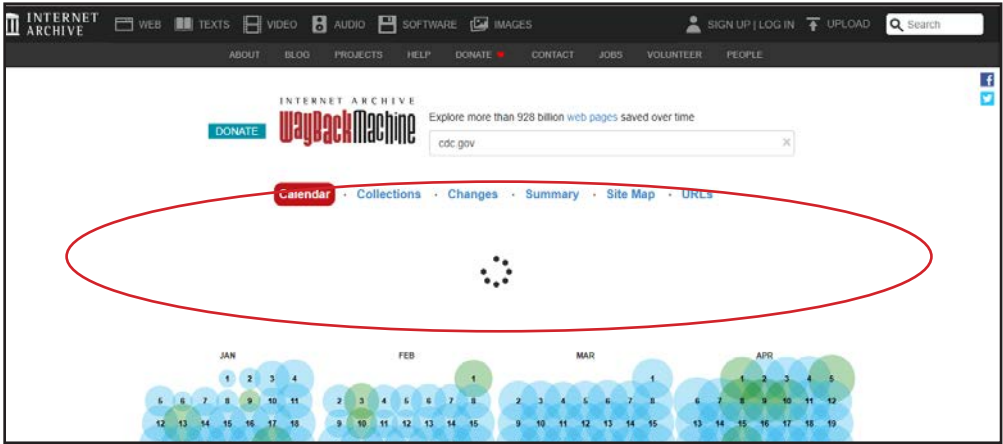 INTERNET ARCHIVE WEB TEXTS VIDEO AUDIO SOFTWARE IMAGES SIGN UP | LOG IN UPLOAD Search
ABOUT BLOG PROJECTS HELP DONATE CONTACT JOBS VOLUNTEER PEOPLE
INTERNET ARCHIVE
WayBackMachine
DONATE
Explore more than 928 billion web pages saved over time
cdc.gov
Calendar · Collections · Changes · Summary · Site Map · URLs
JAN FEB MAR APR
1 2 3 4 1 1 1 2 3 4 5
5 6 7 8 9 10 11 2 3 4 5 6 7 8 2 3 4 5 6 7 8 6 7 8 9 10 11 12
12 13 14 15 16 17 18 9 10 11 12 13 14 15 9 10 11 12 13 14 15 13 14 15 16 17 18 19